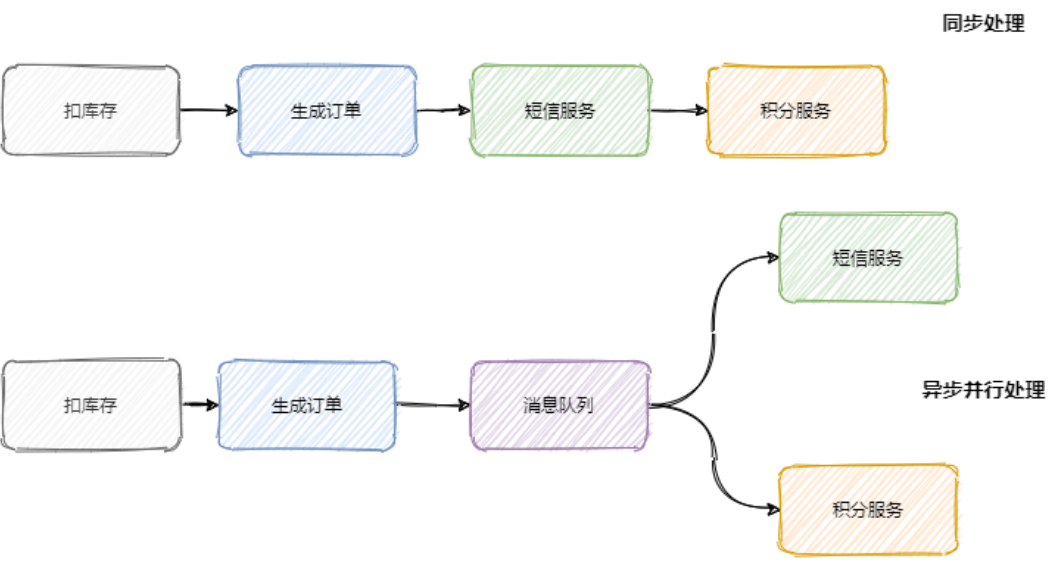 同步处理
扣库存
生成订单
短信服务
积分服务
短信服务
扣库存
生成订单
消息队列
异步并行处理
积分服务